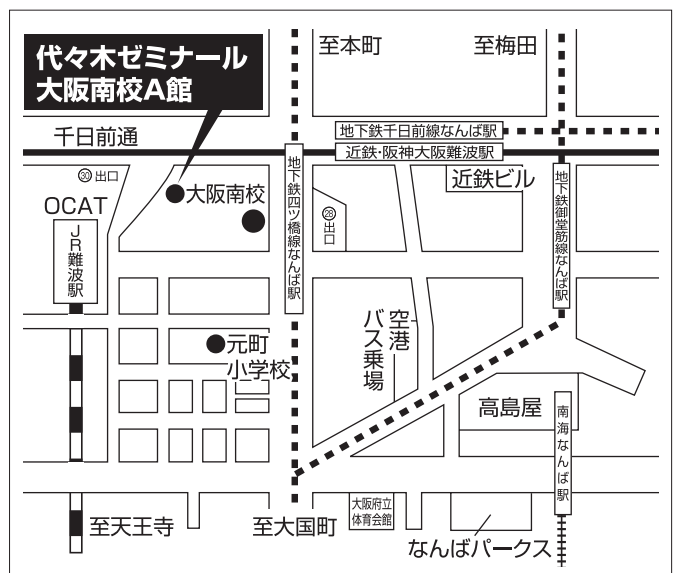 代々木ゼミナール
大阪南校A館
至本町
至梅田
千日前通
地下鉄千日前線なんば駅
近鉄・阪神大阪難波駅
㉚出口
大阪南校
近鉄ビル
OCAT
JR難波駅
地下鉄四ツ橋線なんば駅
㉘出口
地下鉄御堂筋線なんば駅
元町
小学校
空港
バス乗場
高島屋
南海なんば駅
大阪府立
体育会館
至天王寺
至大国町
なんばパークス